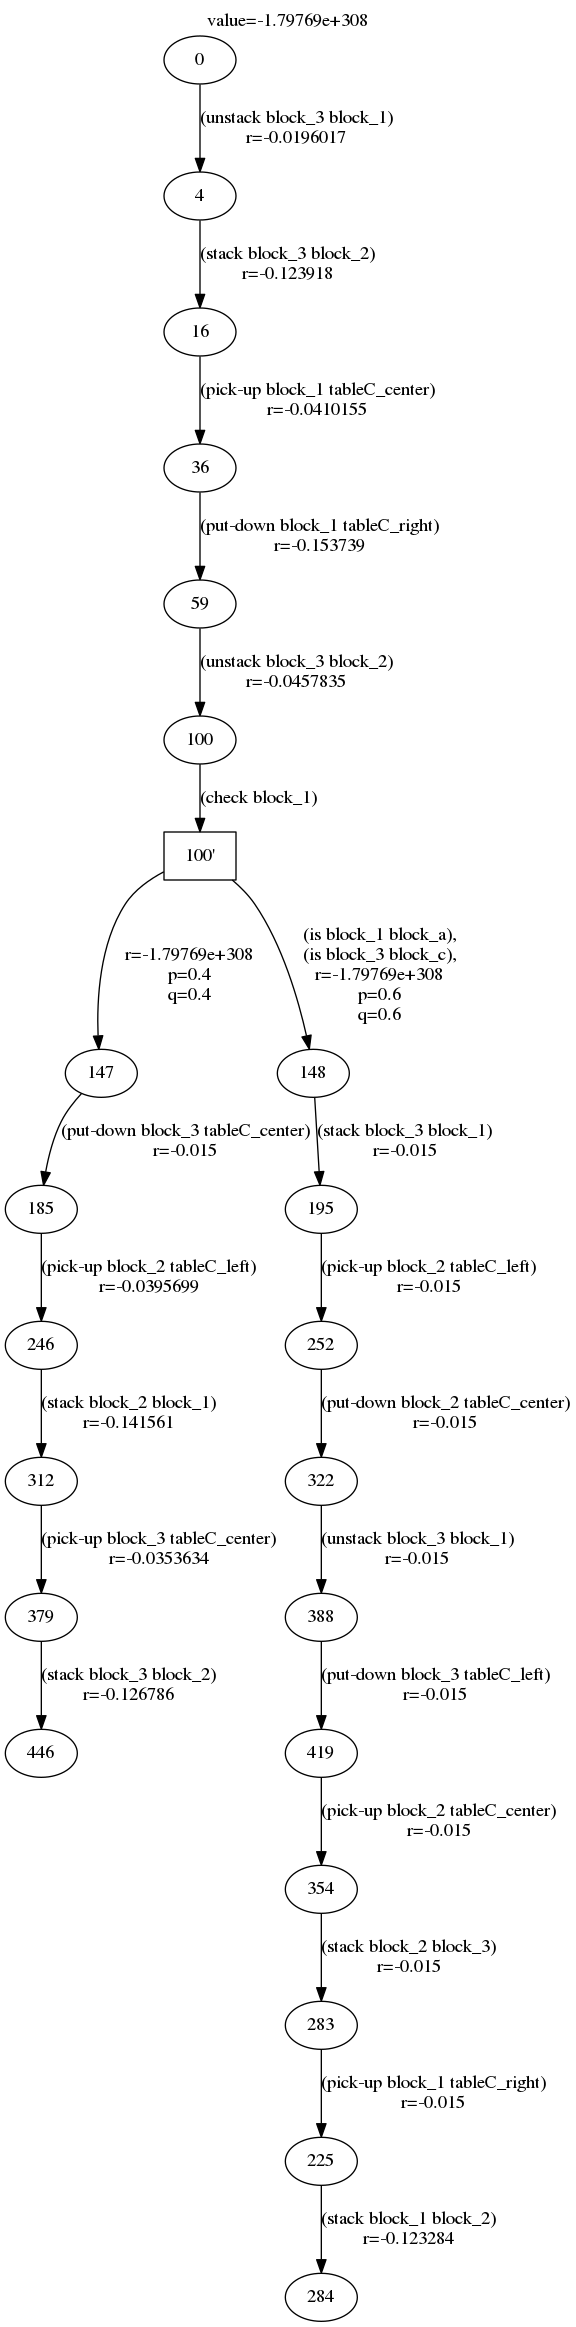 value=-1.79769e+308
0
(unstack block_3 block_1)
r=-0.0196017
4
(stack block_3 block_2)
r=-0.123918
16
(pick-up block_1 tableC_center)
r=-0.0410155
36
(put-down block_1 tableC_right)
r=-0.153739
59
(unstack block_3 block_2)
r=-0.0457835
100
(check block_1)
100'
r=-1.79769e+308
p=0.4
q=0.4
(is block_1 block_a),
(is block_3 block_c),
r=-1.79769e+308
p=0.6
q=0.6
147
148
(put-down block_3 tableC_center)
r=-0.015
(stack block_3 block_1)
r=-0.015
185
195
(pick-up block_2 tableC_left)
r=-0.0395699
(pick-up block_2 tableC_left)
r=-0.015
246
252
(stack block_2 block_1)
r=-0.141561
(put-down block_2 tableC_center)
r=-0.015
312
322
(pick-up block_3 tableC_center)
r=-0.0353634
(unstack block_3 block_1)
r=-0.015
379
388
(stack block_3 block_2)
r=-0.126786
(put-down block_3 tableC_left)
r=-0.015
446
419
(pick-up block_2 tableC_center)
r=-0.015
354
(stack block_2 block_3)
r=-0.015
283
(pick-up block_1 tableC_right)
r=-0.015
225
(stack block_1 block_2)
r=-0.123284
284